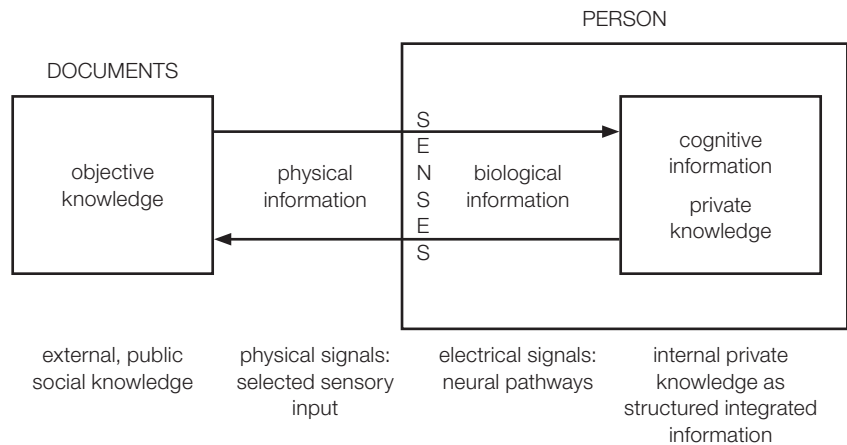 PERSON
DOCUMENTS
objective
knowledge
physical
information
SENSES
biological
information
cognitive
information
private
knowledge
external, public
social knowledge
physical signals:
selected sensory
input
electrical signals:
neural pathways
internal private
knowledge as
structured integrated
information